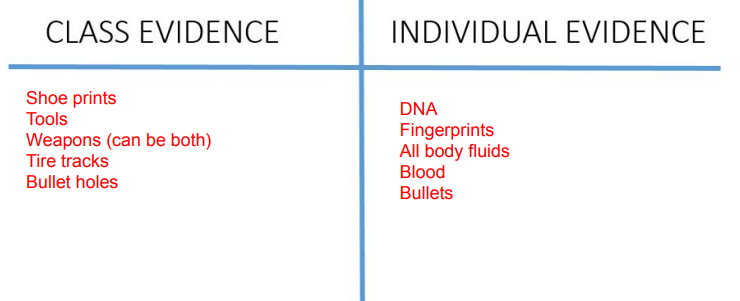 CLASS EVIDENCE
Shoe prints
Tools
Weapons (can be both)
Tire tracks
Bullet holes
INDIVIDUAL EVIDENCE
DNA
Fingerprints
All body fluids
Blood
Bullets